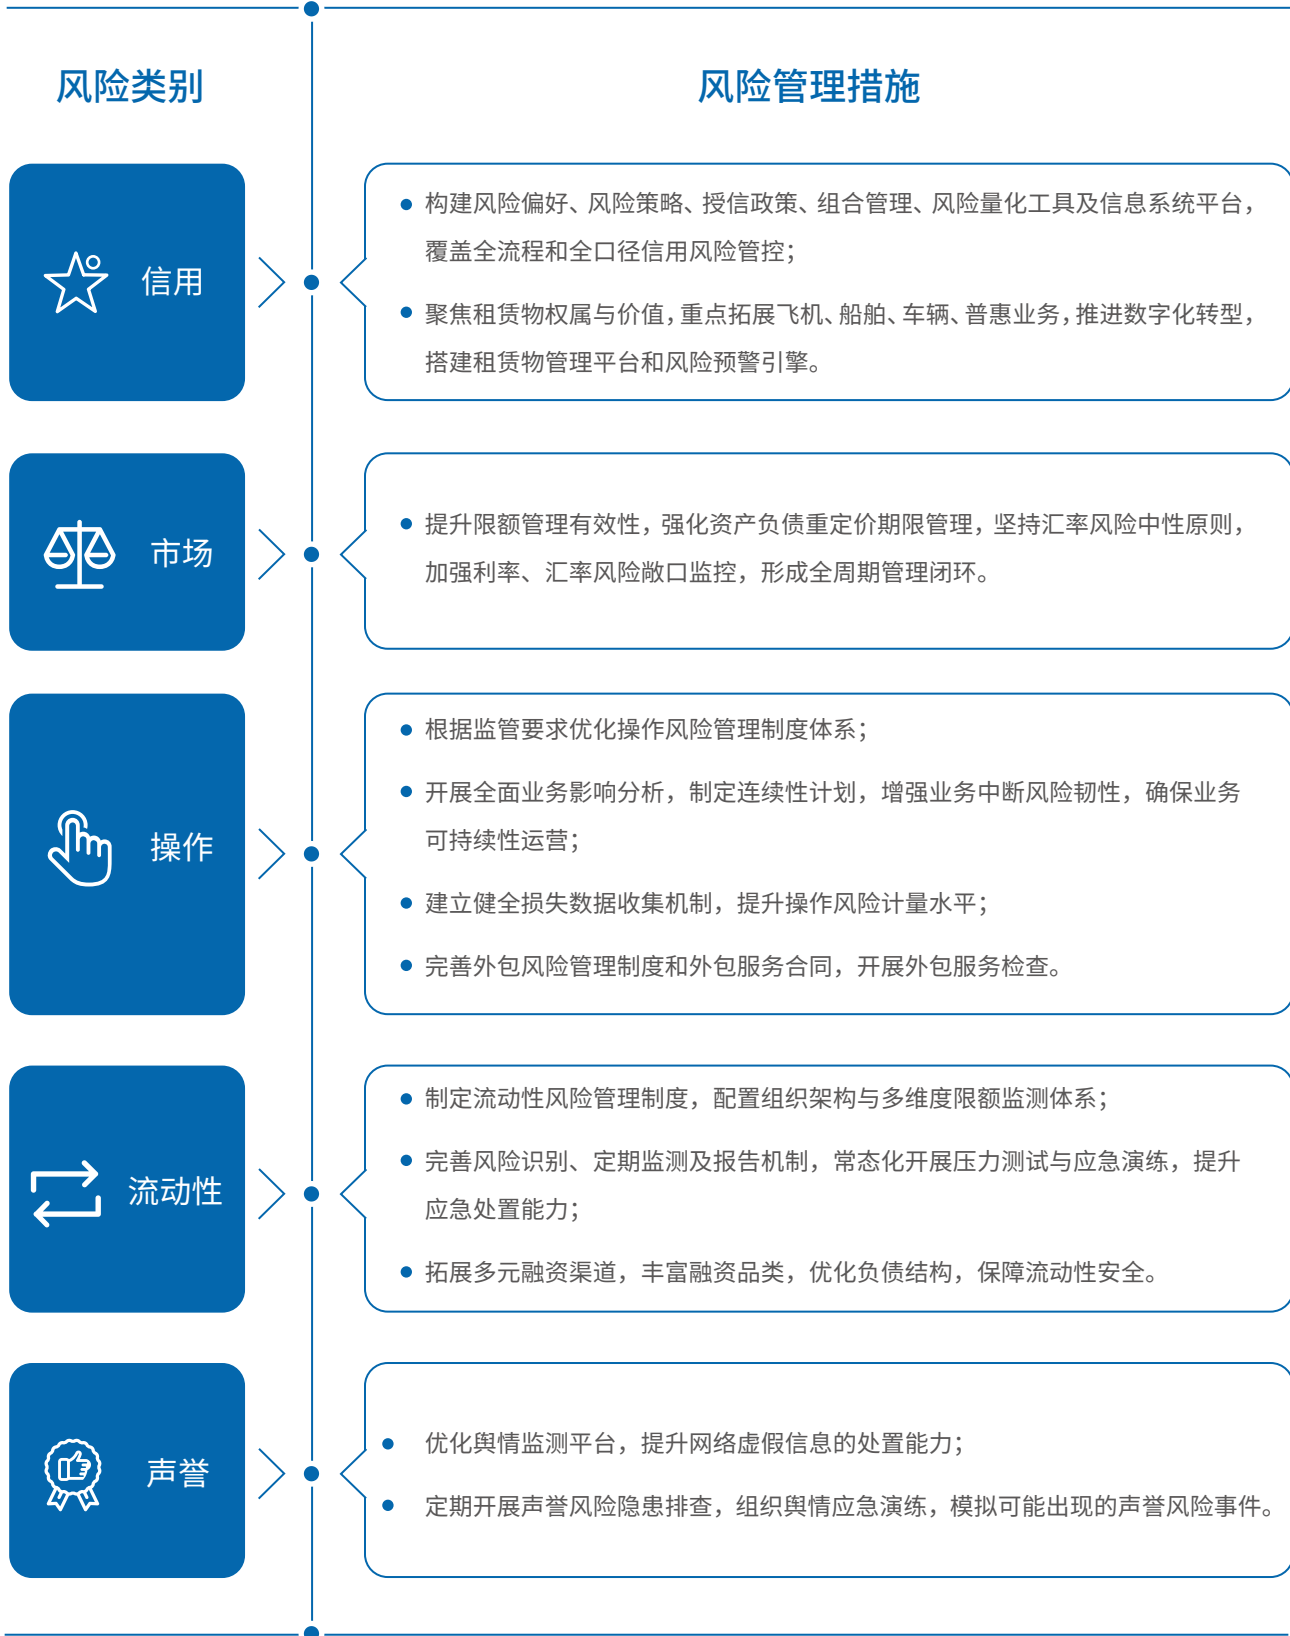 风险类别
风险管理措施
信用
构建风险偏好、风险策略、授信政策、组合管理、风险量化工具及信息系统平台，
覆盖全流程和全口径信用风险管控；
聚焦租赁物权属与价值，重点拓展飞机、船舶、车辆、普惠业务，推进数字化转型，
搭建租赁物管理平台和风险预警引擎。
市场
提升限额管理有效性，强化资产负债重定价期限管理，坚持汇率风险中性原则，
加强利率、汇率风险敞口监控，形成全周期管理闭环。
操作
根据监管要求优化操作风险管理制度体系；
开展全面业务影响分析，制定连续性计划，增强业务中断风险韧性，确保业务
可持续性运营；
建立健全损失数据收集机制，提升操作风险计量水平；
完善外包风险管理制度和外包服务合同，开展外包服务检查。
流动性
制定流动性风险管理制度，配置组织架构与多维度限额监测体系；
完善风险识别、定期监测及报告机制，常态化开展压力测试与应急演练，提升
应急处置能力；
拓展多元融资渠道，丰富融资品类，优化负债结构，保障流动性安全。
声誉
优化舆情监测平台，提升网络虚假信息的处置能力；
定期开展声誉风险隐患排查，组织舆情应急演练，模拟可能出现的声誉风险事件。